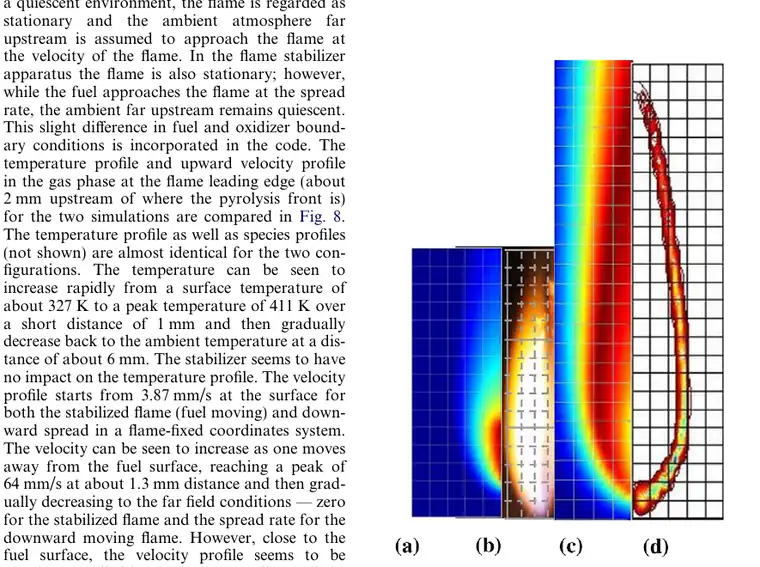 a quiescent environment, the flame is regarded as
stationary and the ambient atmosphere far
upstream is assumed to approach the flame at
the velocity of the flame. In the flame stabilizer
apparatus the flame is also stationary; however,
while the fuel approaches the flame at the spread
rate, the ambient far upstream remains quiescent.
This slight difference in fuel and oxidizer bound-
ary conditions is incorporated in the code. The
temperature profile and upward velocity profile
in the gas phase at the flame leading edge (about
2 mm upstream of where the pyrolysis front is)
for the two simulations are compared in Fig. 8.
The temperature profile as well as species profiles
(not shown) are almost identical for the two con-
figurations. The temperature can be seen to
increase rapidly from a surface temperature of
about 327 K to a peak temperature of 411 K over
a short distance of 1 mm and then gradually
decrease back to the ambient temperature at a dis-
tance of about 6 mm. The stabilizer seems to have
no impact on the temperature profile. The velocity
profile starts from 3.87 mm/s at the surface for
both the stabilized flame (fuel moving) and down-
ward spread in a flame-fixed coordinates system.
The velocity can be seen to increase as one moves
away from the fuel surface, reaching a peak of
64 mm/s at about 1.3 mm distance and then grad-
ually decreasing to the far field conditions — zero
for the stabilized flame and the spread rate for the
downward moving flame. However, close to the
fuel surface, the velocity profile seems to be
(a) (b) (c) (d)